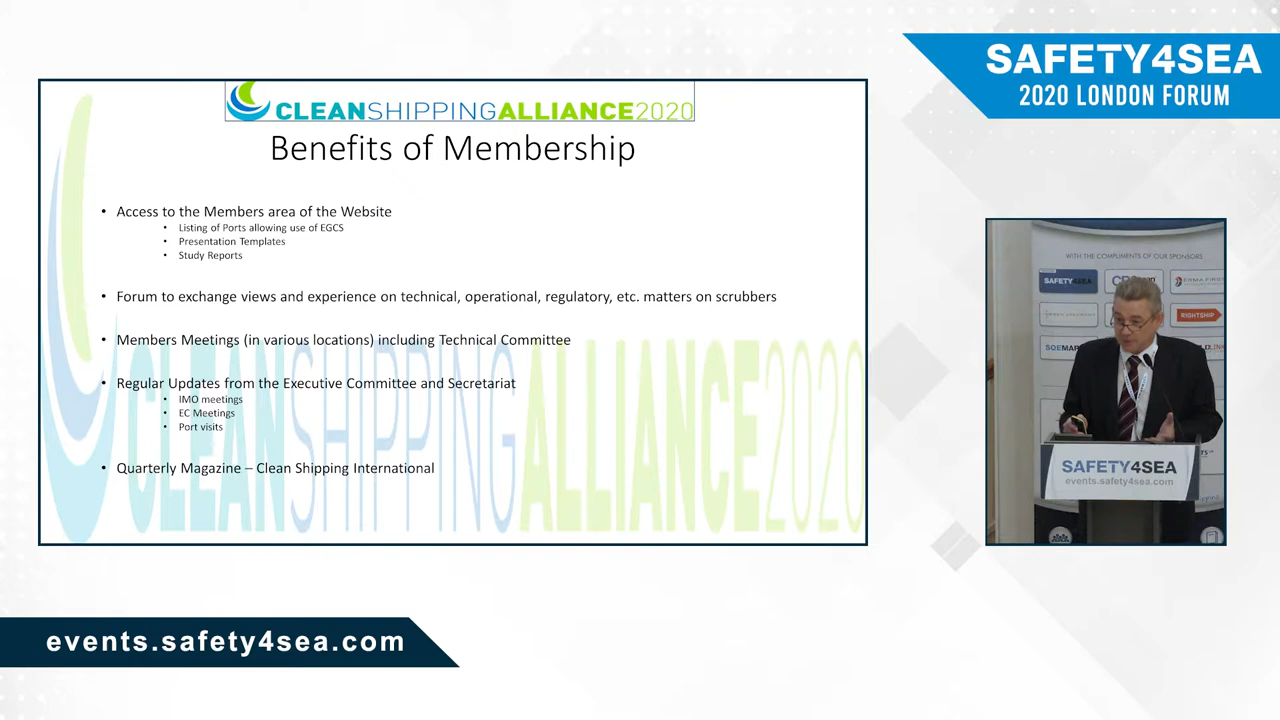 SAFETY4SEA
2020 LONDON FORUM
CLEANSHIPPINGALLIANCE2020
Benefits of Membership
• Access to the Members area of the Website
• Listing of Ports allowing use of EGCS
• Presentation Templates
• Study Reports
• Forum to exchange views and experience on technical, operational, regulatory, etc. matters on scrubbers
• Members Meetings (in various locations) including Technical Committee
• Regular Updates from the Executive Committee and Secretariat
• IMO meetings
• EC Meetings
• Port visits
• Quarterly Magazine – Clean Shipping International
CLEANSHIPPINGALLIANCE2020
WITH THE COMPLIMENTS OF OUR SPONSORS
SAFETY4SEA
ERMA FIRST
RIGHTSHIP
SAFETY4SEA
events.safety4sea.com
events.safety4sea.com